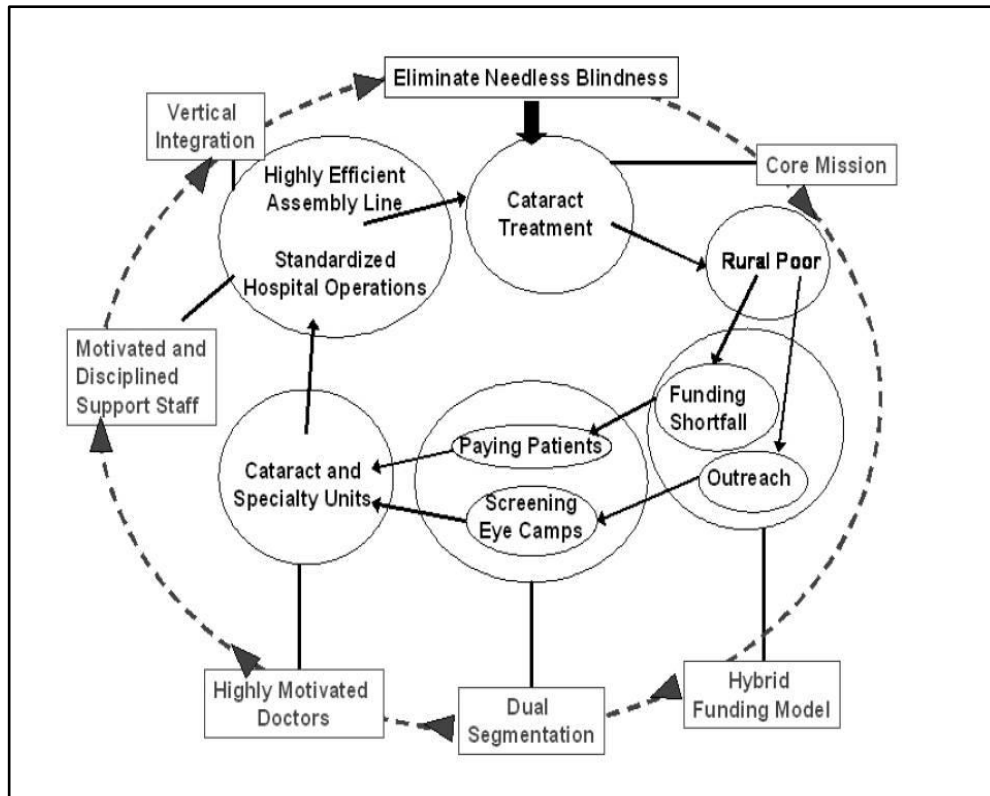 Eliminate Needless Blindness
Vertical
Integration
Core Mission
Highly Efficient
Assembly Line
Cataract
Treatment
Rural Poor
Standardized
Hospital Operations
Motivated and
Disciplined
Support Staff
Funding
Shortfall
Paying Patients
Outreach
Cataract and
Specialty Units
Screening
Eye Camps
Highly Motivated
Doctors
Dual
Segmentation
Hybrid
Funding Model